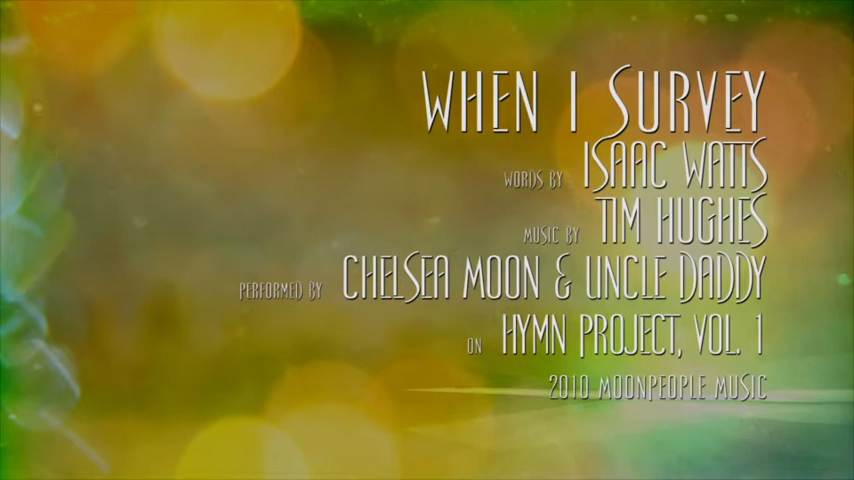 WHEN I SURVEY
WORDS BY ISAAC WATTS
MUSIC BY TIM HUGHES
PERFORMED BY CHELSEA MOON & UNCLE DADDY
ON HYMN PROJECT, VOL. 1
2010 MOONPEOPLE MUSIC